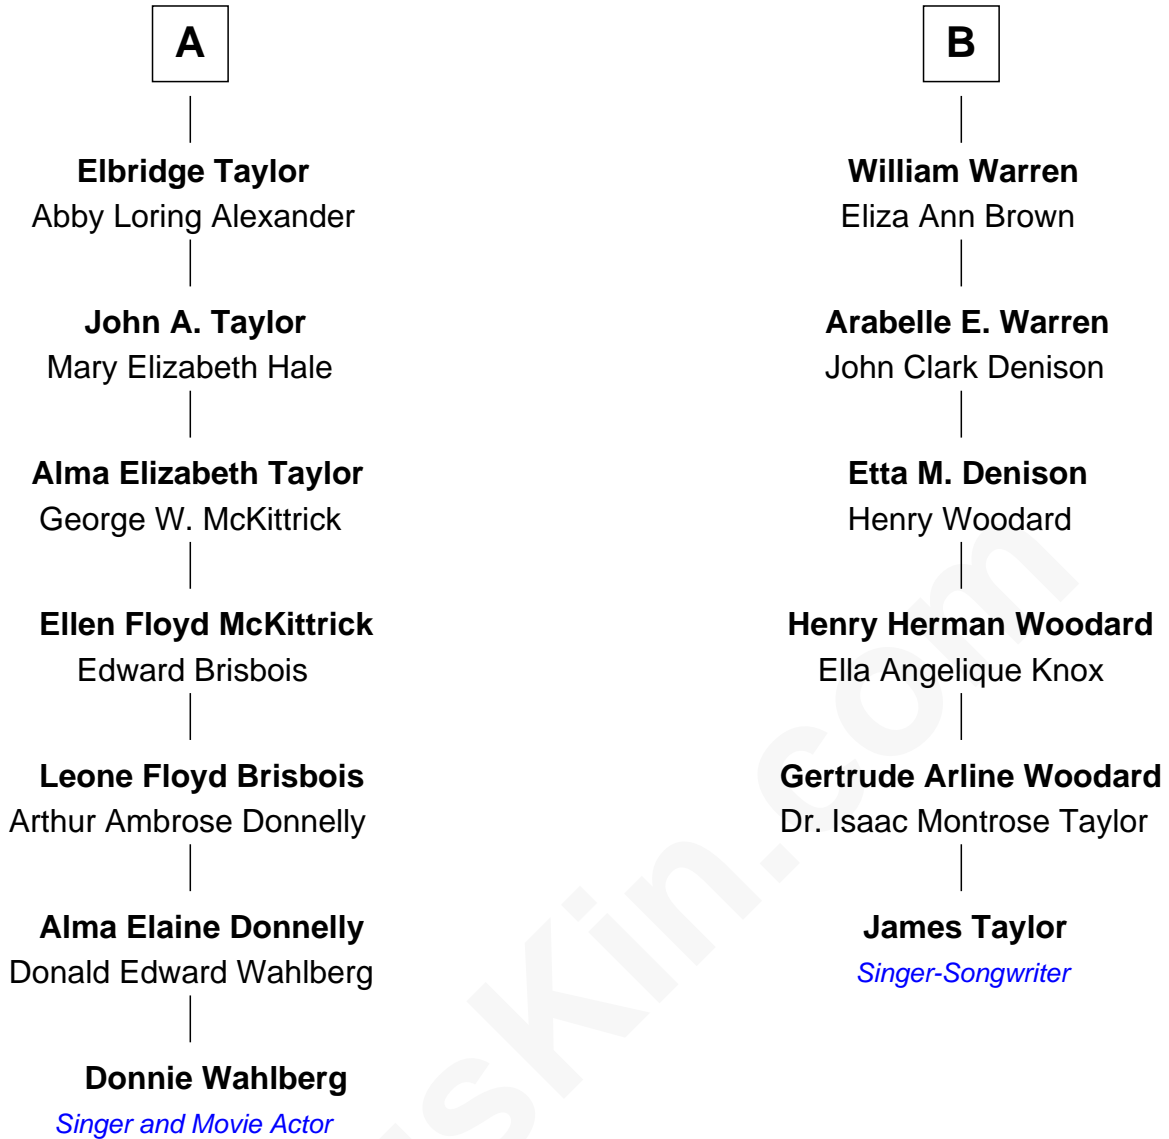 A
Elbridge Taylor
Abby Loring Alexander
John A. Taylor
Mary Elizabeth Hale
Alma Elizabeth Taylor
George W. McKittrick
Ellen Floyd McKittrick
Edward Brisbois
Leone Floyd Brisbois
Arthur Ambrose Donnelly
Alma Elaine Donnelly
Donald Edward Wahlberg
Donnie Wahlberg
Singer and Movie Actor
B
William Warren
Eliza Ann Brown
Arabelle E. Warren
John Clark Denison
Etta M. Denison
Henry Woodard
Henry Herman Woodard
Ella Angelique Knox
Gertrude Arline Woodard
Dr. Isaac Montrose Taylor
James Taylor
Singer-Songwriter
usKin.com